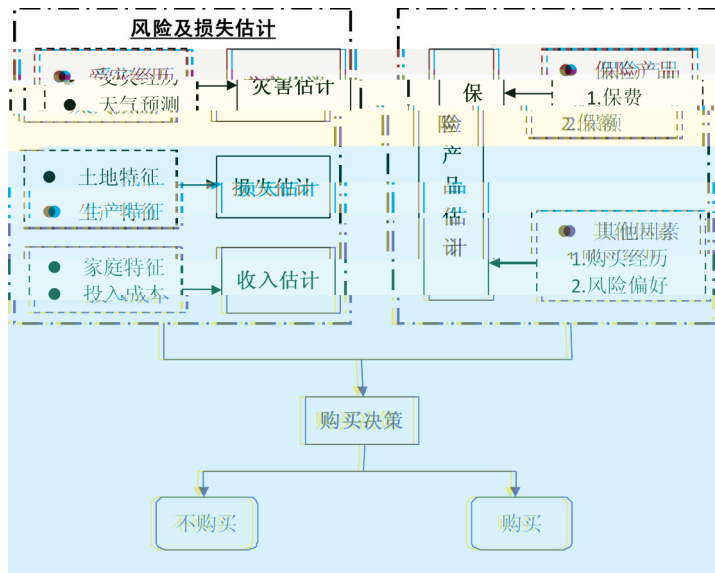 风险及损失估计
受灾经历
天气预测
灾害估计
土地特征
生产特征
损失估计
家庭特征
投入成本
收入估计
保险产品估计
保险产品
1.保费
2.保额
其他因素
1.购买经历
2.风险偏好
购买决策
不购买
购买